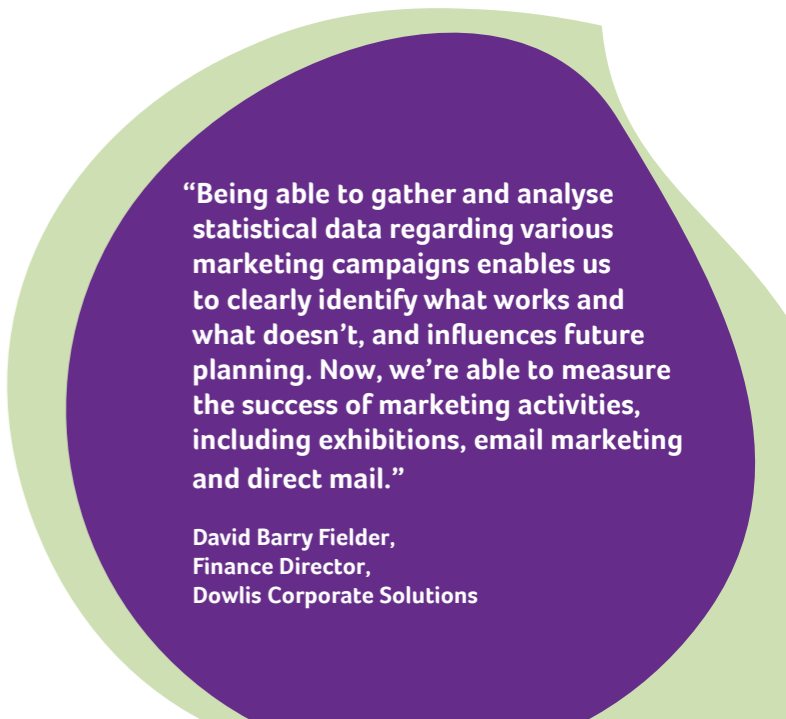 “Being able to gather and analyse
statistical data regarding various
marketing campaigns enables us
to clearly identify what works and
what doesn’t, and influences future
planning. Now, we’re able to measure
the success of marketing activities,
including exhibitions, email marketing
and direct mail.”
David Barry Fielder,
Finance Director,
Dowlis Corporate Solutions